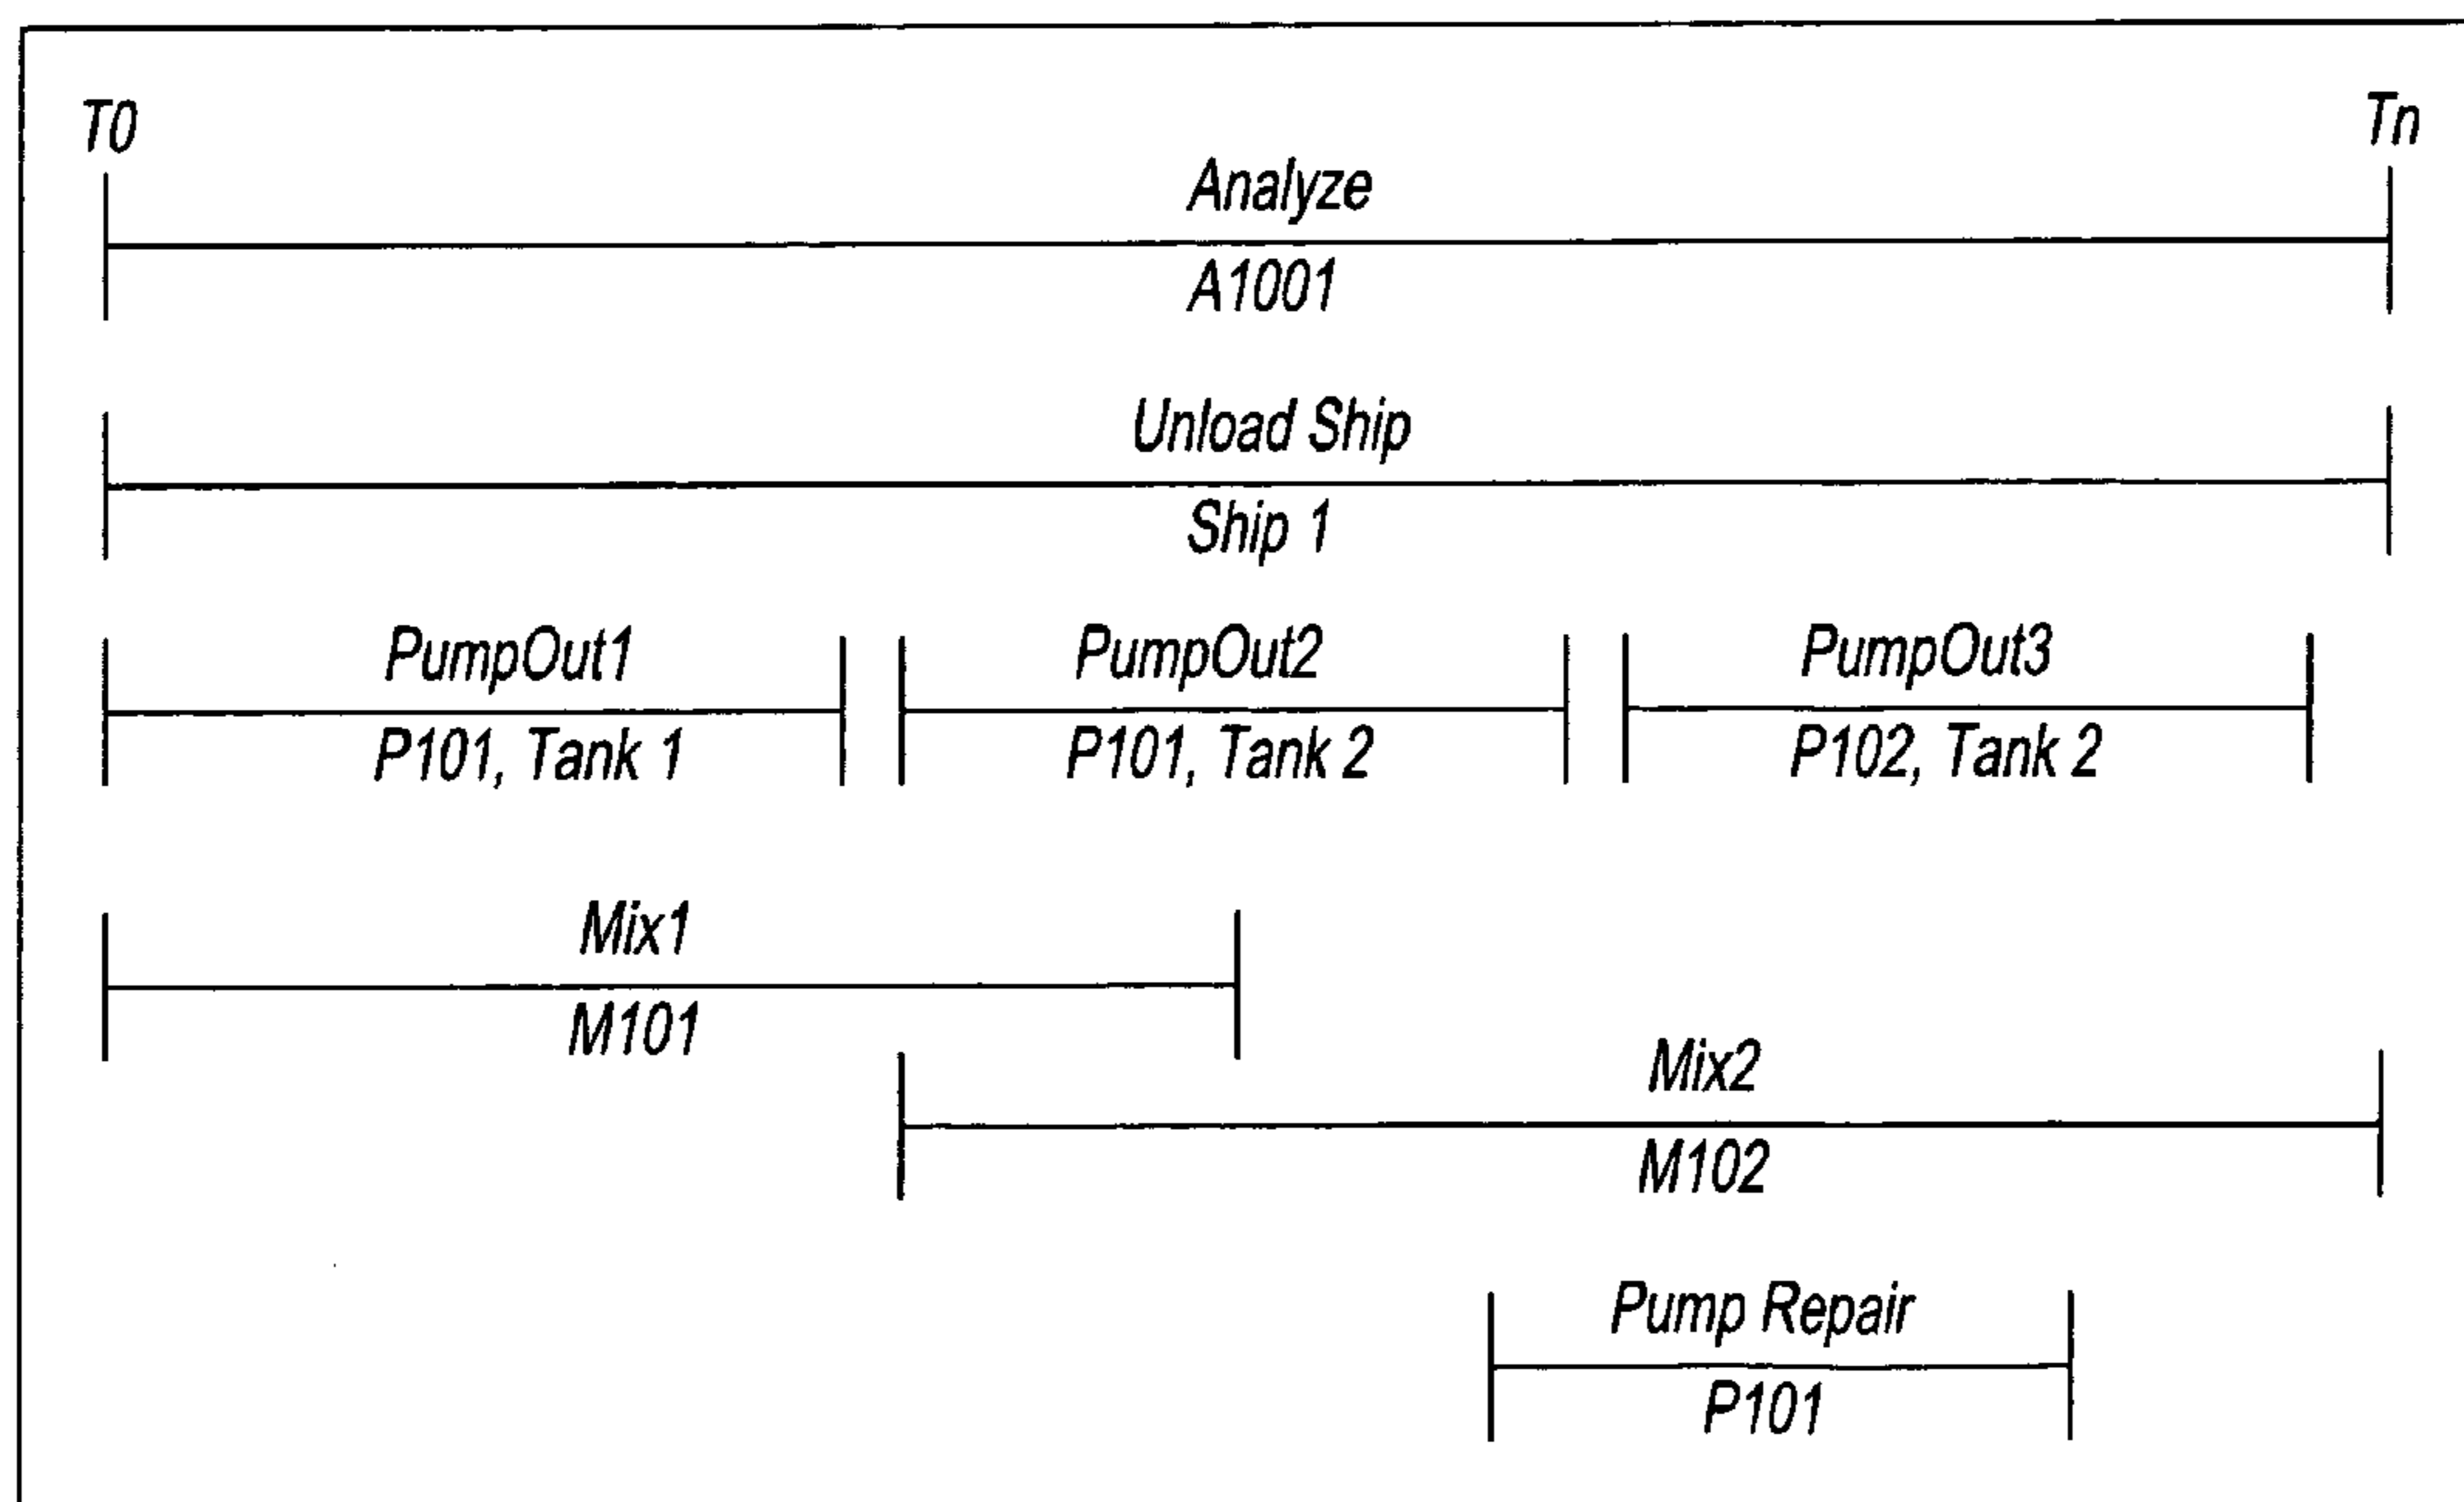 T0
Tn
Analyze
A1001
Unload Ship
Ship 1
PumpOut1
PumpOut2
PumpOut3
P101, Tank 1
P101, Tank 2
P102, Tank 2
Mix1
M101
Mix2
M102
Pump Repair
P101